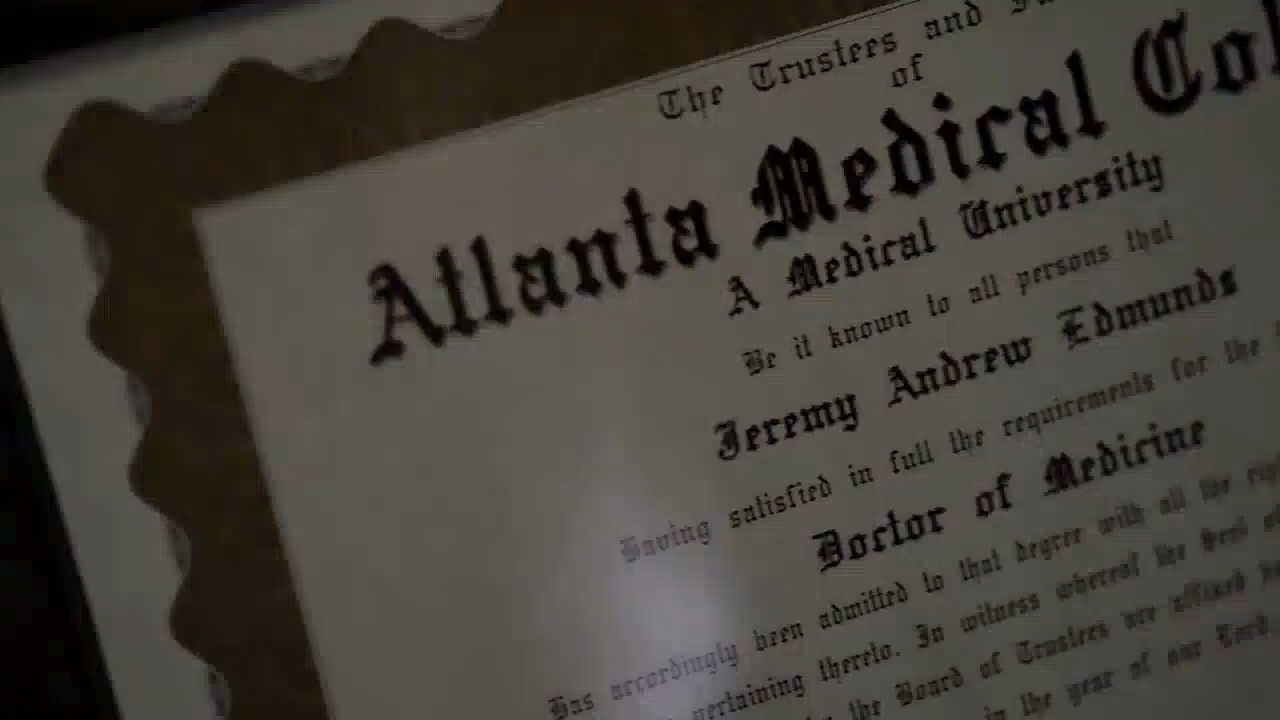 The Trustees and
of
Atlanta Medical Col
A Medical University
Be it known to all persons that
Jeremy Andrew Edmunds
Having satisfied in full the requirements for the
Doctor of Medicine
Has accordingly been admitted to that degree with all the
pertaining thereto. In witness whereof the Seal of
the Board of Trustees are affixed
in the year of our Lord,